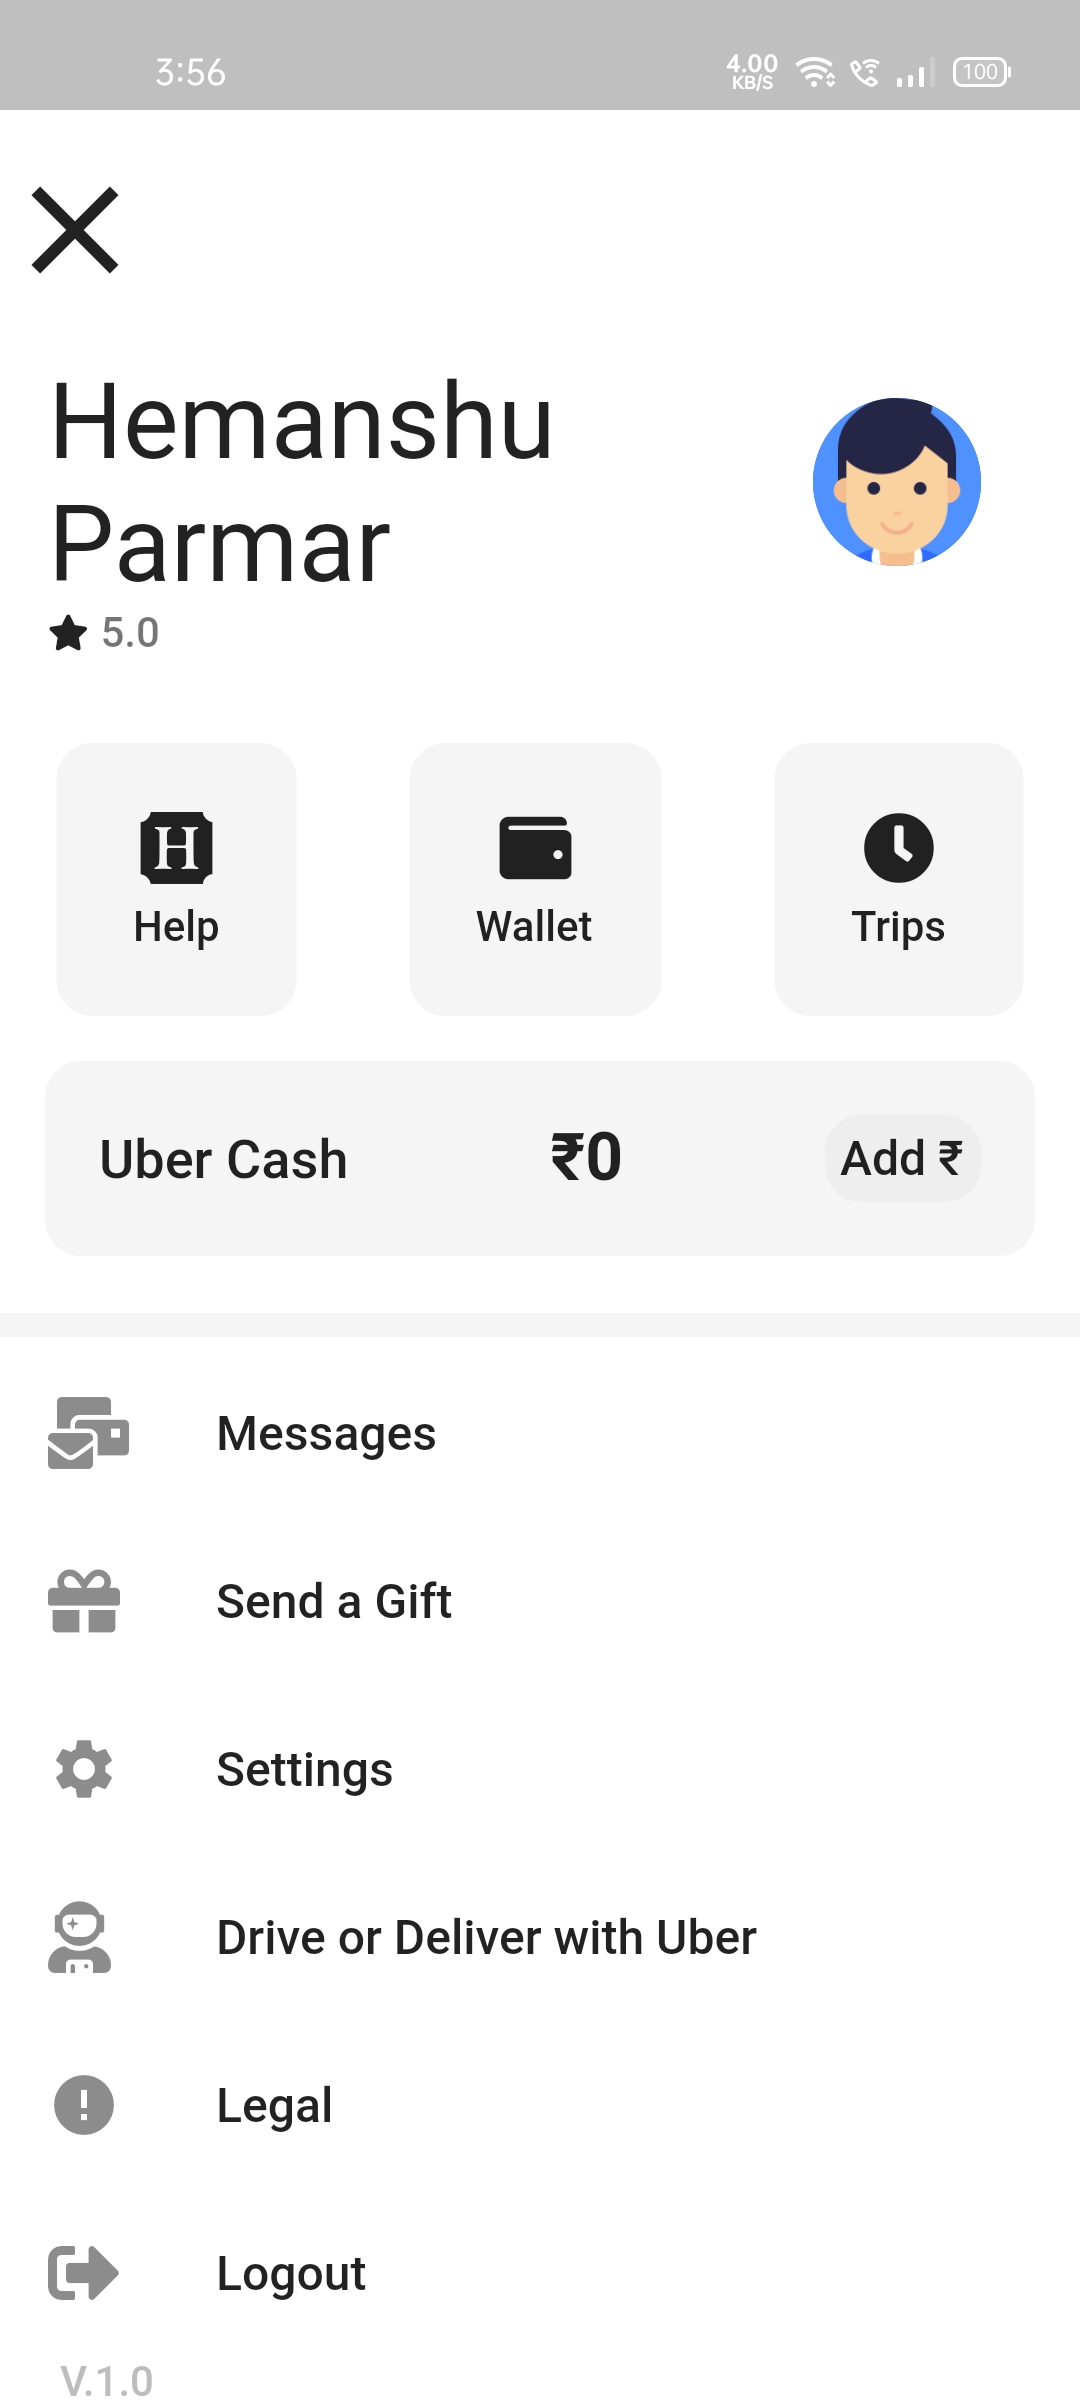 3:56
4.00
KB/S
100
Hemanshu
Parmar
5.0
H
Help
Wallet
Trips
Uber Cash ₹0 Add ₹
Messages
Send a Gift
Settings
Drive or Deliver with Uber
Legal
Logout
V.1.0